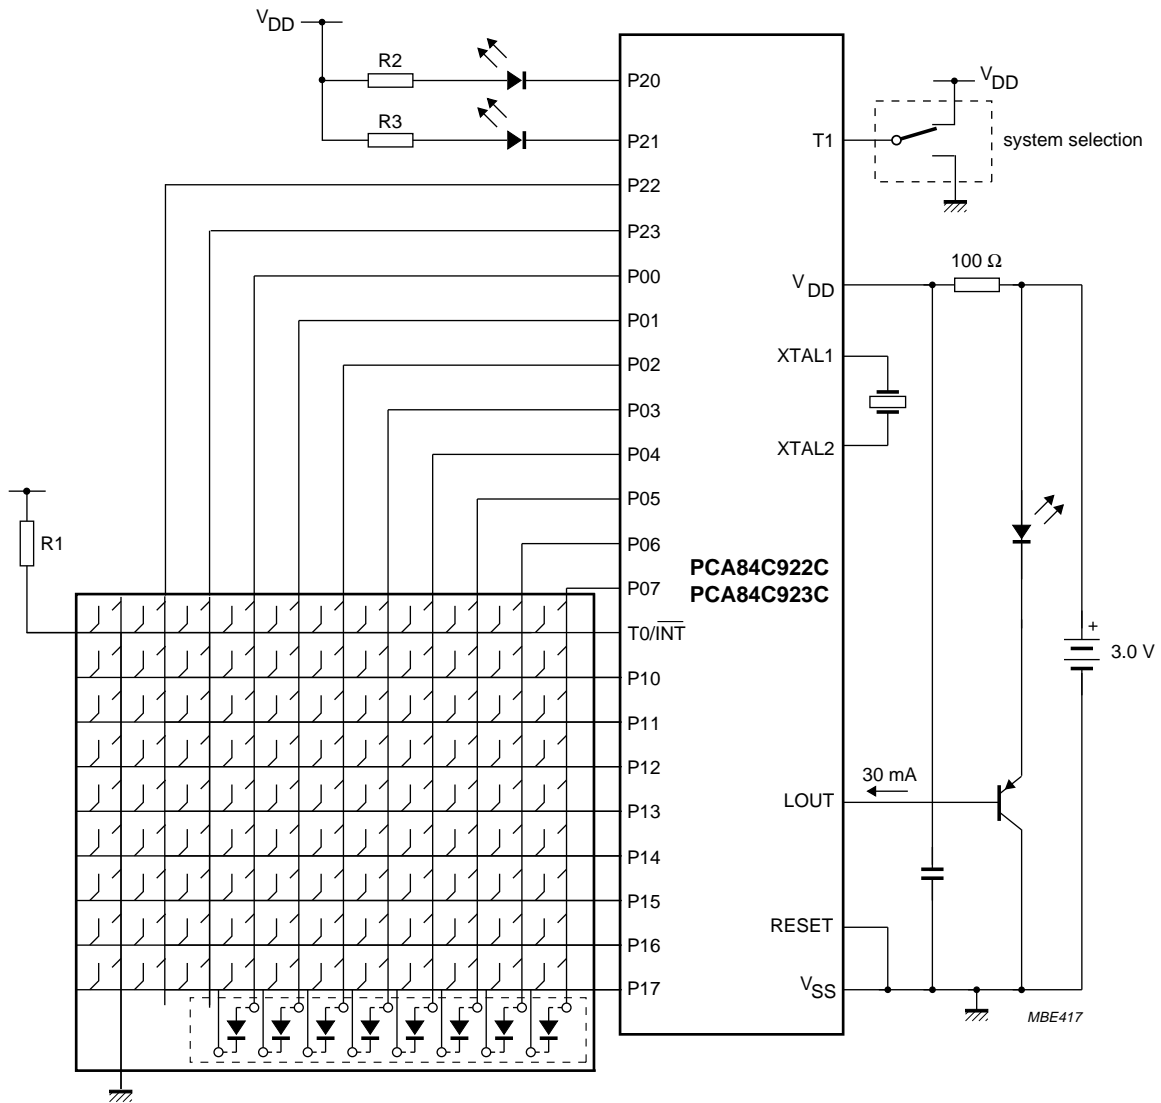 VDD
R2
R3
P20
P21
P22
P23
P00
P01
P02
P03
P04
P05
P06
P07
R1
T0/INT
P10
P11
P12
P13
P14
P15
P16
P17
PCA84C922C
PCA84C923C
T1
VDD
system selection
VDD
100 Ω
XTAL1
XTAL2
+
3.0 V
30 mA
LOUT
RESET
VSS
MBE417